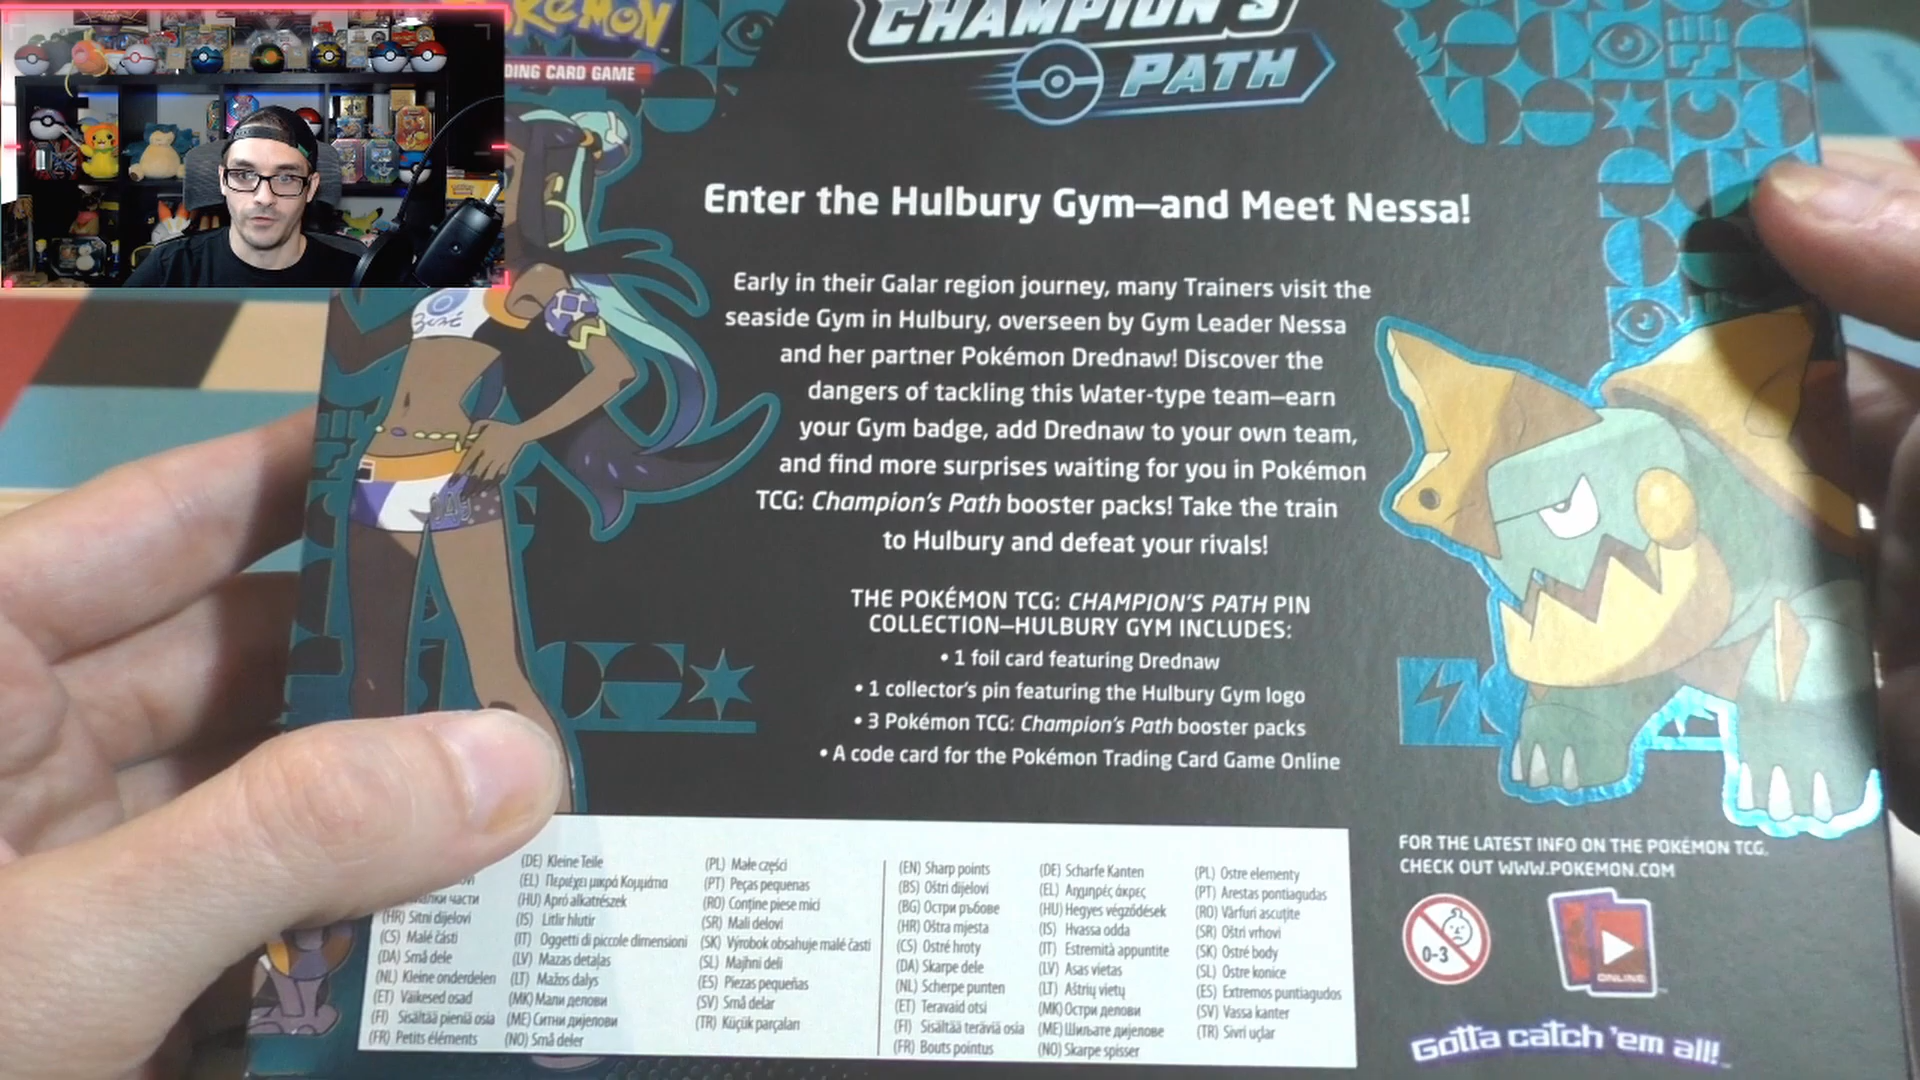 POKéMON
DING CARD GAME
CHAMPION'S
PATH
Enter the Hulbury Gym—and Meet Nessa!
Early in their Galar region journey, many Trainers visit the
seaside Gym in Hulbury, overseen by Gym Leader Nessa
and her partner Pokémon Drednaw! Discover the
dangers of tackling this Water-type team—earn
your Gym badge, add Drednaw to your own team,
and find more surprises waiting for you in Pokémon
TCG: Champion's Path booster packs! Take the train
to Hulbury and defeat your rivals!
THE POKÉMON TCG: CHAMPION'S PATH PIN
COLLECTION—HULBURY GYM INCLUDES:
• 1 foil card featuring Drednaw
• 1 collector's pin featuring the Hulbury Gym logo
• 3 Pokémon TCG: Champion's Path booster packs
• A code card for the Pokémon Trading Card Game Online
части
(HR) Sitni dijelovi
(CS) Malé části
(DA) Små dele
(NL) Kleine onderdelen
(ET) Väikesed osad
(FI) Sisältää pieniä osia
(FR) Petits éléments
(DE) Kleine Teile
(EL) Περιέχει μικρά Κομμάτια
(HU) Apró alkatrészek
(IS) Litlir hlutir
(IT) Oggetti di piccole dimensioni
(LV) Mazas detaļas
(LT) Mažos dalys
(MK) Мали делови
(ME) Ситни дијелови
(NO) Små deler
(PL) Małe części
(PT) Peças pequenas
(RO) Conține piese mici
(SR) Mali delovi
(SK) Výrobok obsahuje malé časti
(SL) Majhni deli
(ES) Piezas pequeñas
(SV) Små delar
(TR) Küçük parçaları
(EN) Sharp points
(BS) Oštri dijelovi
(BG) Остри ръбове
(HR) Oštra mjesta
(CS) Ostré hroty
(DA) Skarpe dele
(NL) Scherpe punten
(ET) Teravaid otsi
(FI) Sisältää teräviä osia
(FR) Bouts pointus
(DE) Scharfe Kanten
(EL) Αιχμηρές άκρες
(HU) Hegyes végződések
(IS) Hvassa odda
(IT) Estremità appuntite
(LV) Asas vietas
(LT) Aštrių vietų
(MK) Остри делови
(ME) Шиљате дијелове
(NO) Skarpe spisser
(PL) Ostre elementy
(PT) Arestas pontiagudas
(RO) Vârfuri ascuțite
(SR) Oštri vrhovi
(SK) Ostré body
(SL) Ostre konice
(ES) Extremos puntiagudos
(SV) Vassa kanter
(TR) Sivri uçlar
FOR THE LATEST INFO ON THE POKÉMON TCG,
CHECK OUT WWW.POKEMON.COM
0-3
ONLINE
Gotta catch 'em all!